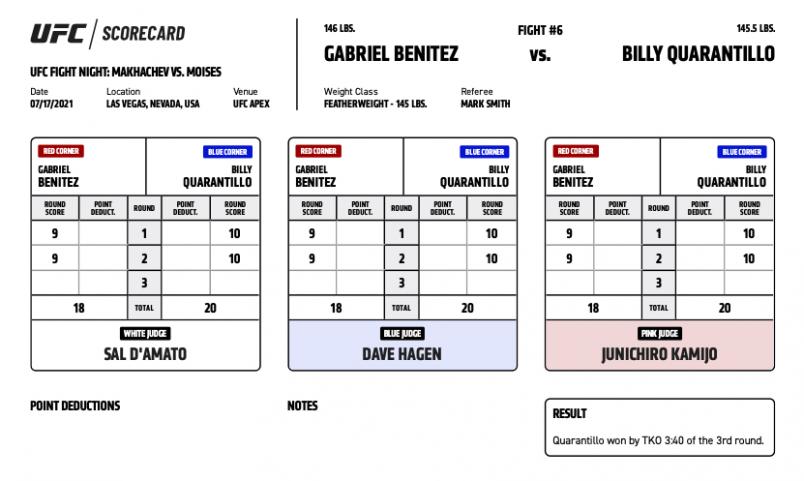 UFC / SCORECARD
UFC FIGHT NIGHT: MAKHACHEV VS. MOISES
Date Location Venue
07/17/2021 LAS VEGAS, NEVADA, USA UFC APEX
146 LBS. FIGHT #6 145.5 LBS.
GABRIEL BENITEZ VS. BILLY QUARANTILLO
Weight Class Referee
FEATHERWEIGHT - 145 LBS. MARK SMITH
RED CORNER BLUE CORNER
GABRIEL BILLY
BENITEZ QUARANTILLO
ROUND SCORE POINT DEDUCT. ROUND POINT DEDUCT. ROUND SCORE
9 1 10
9 2 10
3
18 TOTAL 20
WHITE JUDGE
SAL D'AMATO
RED CORNER BLUE CORNER
GABRIEL BILLY
BENITEZ QUARANTILLO
ROUND SCORE POINT DEDUCT. ROUND POINT DEDUCT. ROUND SCORE
9 1 10
9 2 10
3
18 TOTAL 20
BLUE JUDGE
DAVE HAGEN
RED CORNER BLUE CORNER
GABRIEL BILLY
BENITEZ QUARANTILLO
ROUND SCORE POINT DEDUCT. ROUND POINT DEDUCT. ROUND SCORE
9 1 10
9 2 10
3
18 TOTAL 20
PINK JUDGE
JUNICHIRO KAMIJO
POINT DEDUCTIONS
NOTES
RESULT
Quarantillo won by TKO 3:40 of the 3rd round.